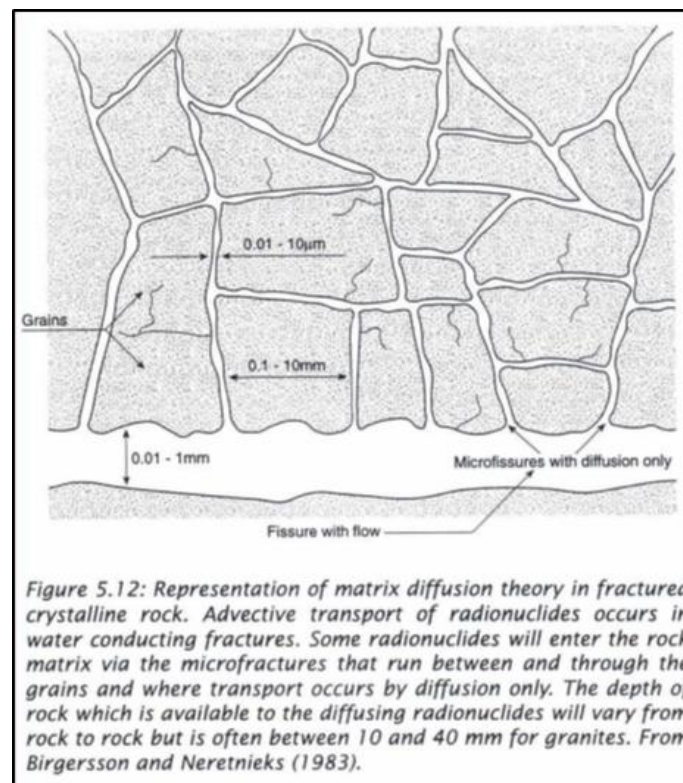 0.01 - 10µm
Grains
0.1 - 10mm
0.01 - 1mm
Microfissures with diffusion only
Fissure with flow
Figure 5.12: Representation of matrix diffusion theory in fractured
crystalline rock. Advective transport of radionuclides occurs in
water conducting fractures. Some radionuclides will enter the rock
matrix via the microfractures that run between and through the
grains and where transport occurs by diffusion only. The depth of
rock which is available to the diffusing radionuclides will vary from
rock to rock but is often between 10 and 40 mm for granites. From
Birgersson and Neretnieks (1983).